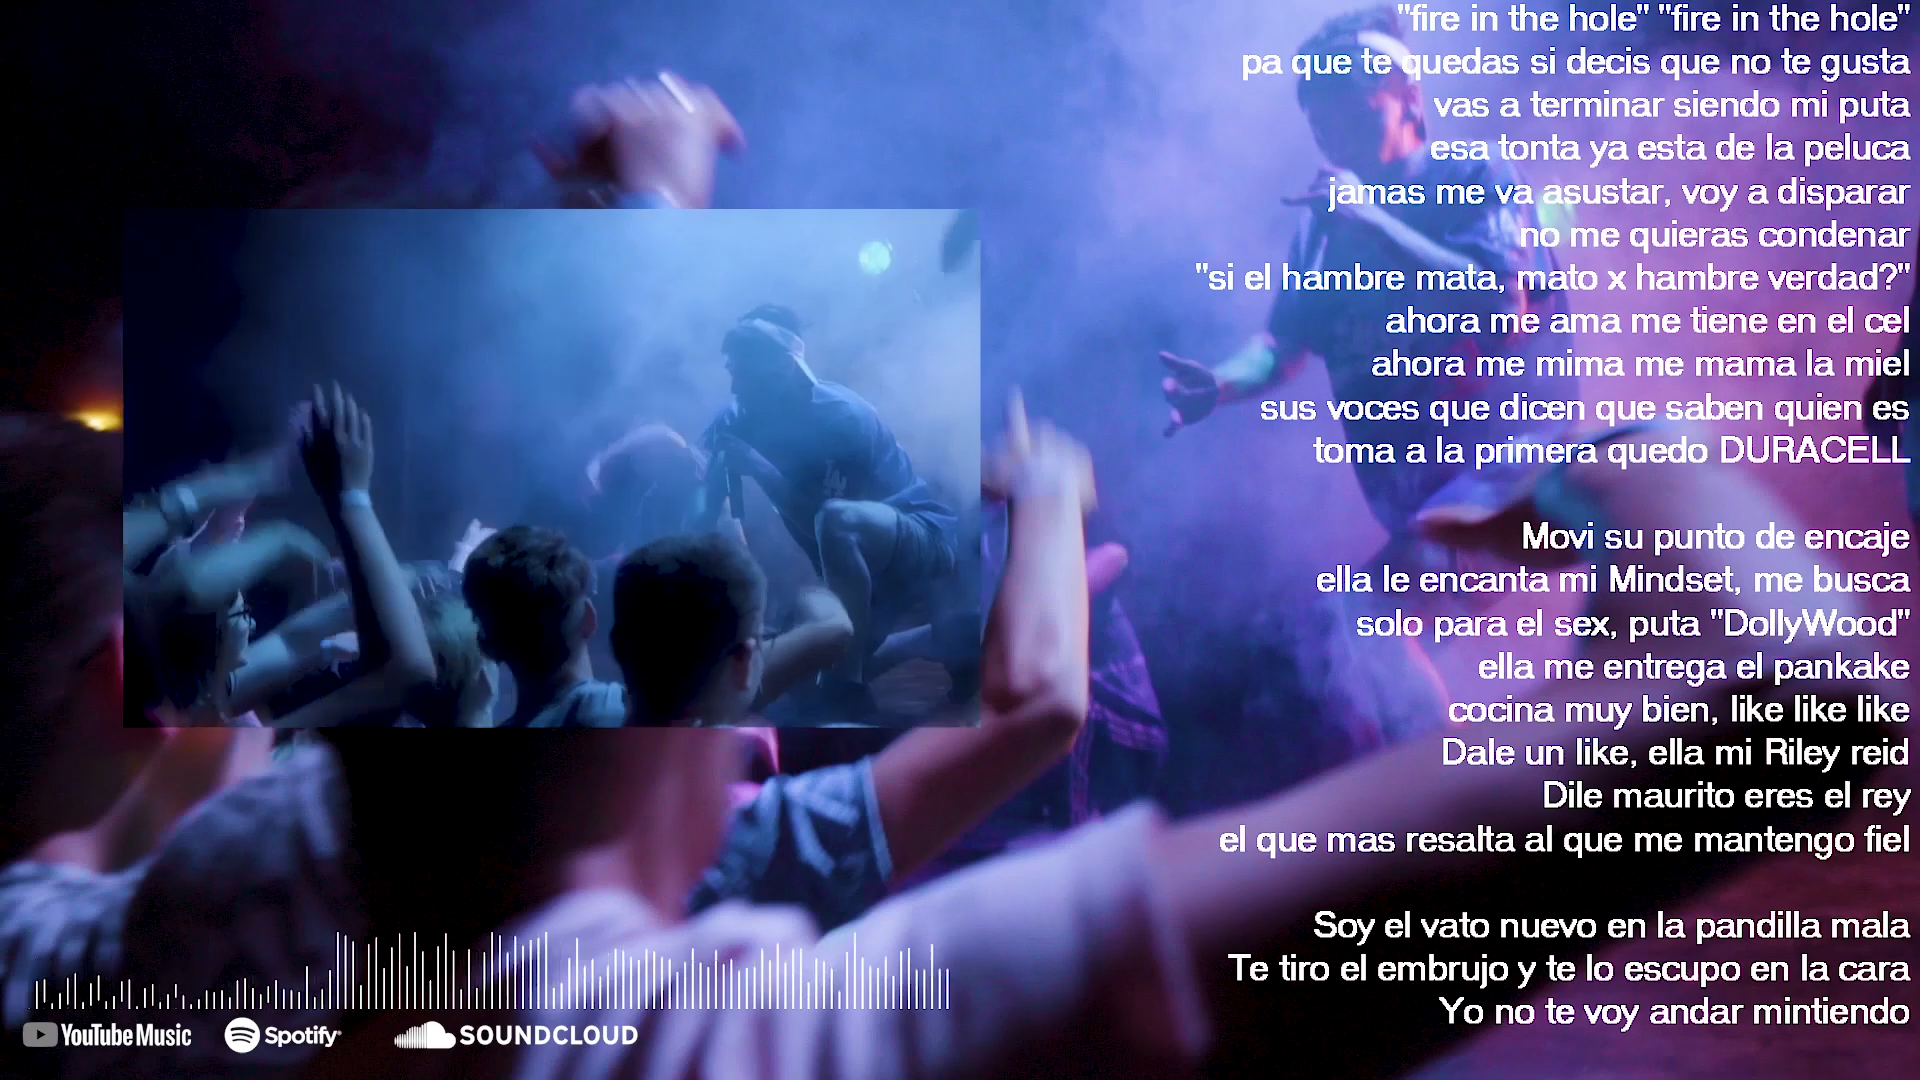 "fire in the hole" "fire in the hole"
pa que te quedas si decis que no te gusta
vas a terminar siendo mi puta
esa tonta ya esta de la peluca
jamas me va asustar, voy a disparar
no me quieras condenar
"si el hambre mata, mato x hambre verdad?"
ahora me ama me tiene en el cel
ahora me mima me mama la miel
sus voces que dicen que saben quien es
toma a la primera quedo DURACELL
Movi su punto de encaje
ella le encanta mi Mindset, me busca
solo para el sex, puta "DollyWood"
ella me entrega el pankake
cocina muy bien, like like like
Dale un like, ella mi Riley reid
Dile maurito eres el rey
el que mas resalta al que me mantengo fiel
Soy el vato nuevo en la pandilla mala
Te tiro el embrujo y te lo escupo en la cara
Yo no te voy andar mintiendo
LA
YouTube Music
Spotify
SOUNDCLOUD